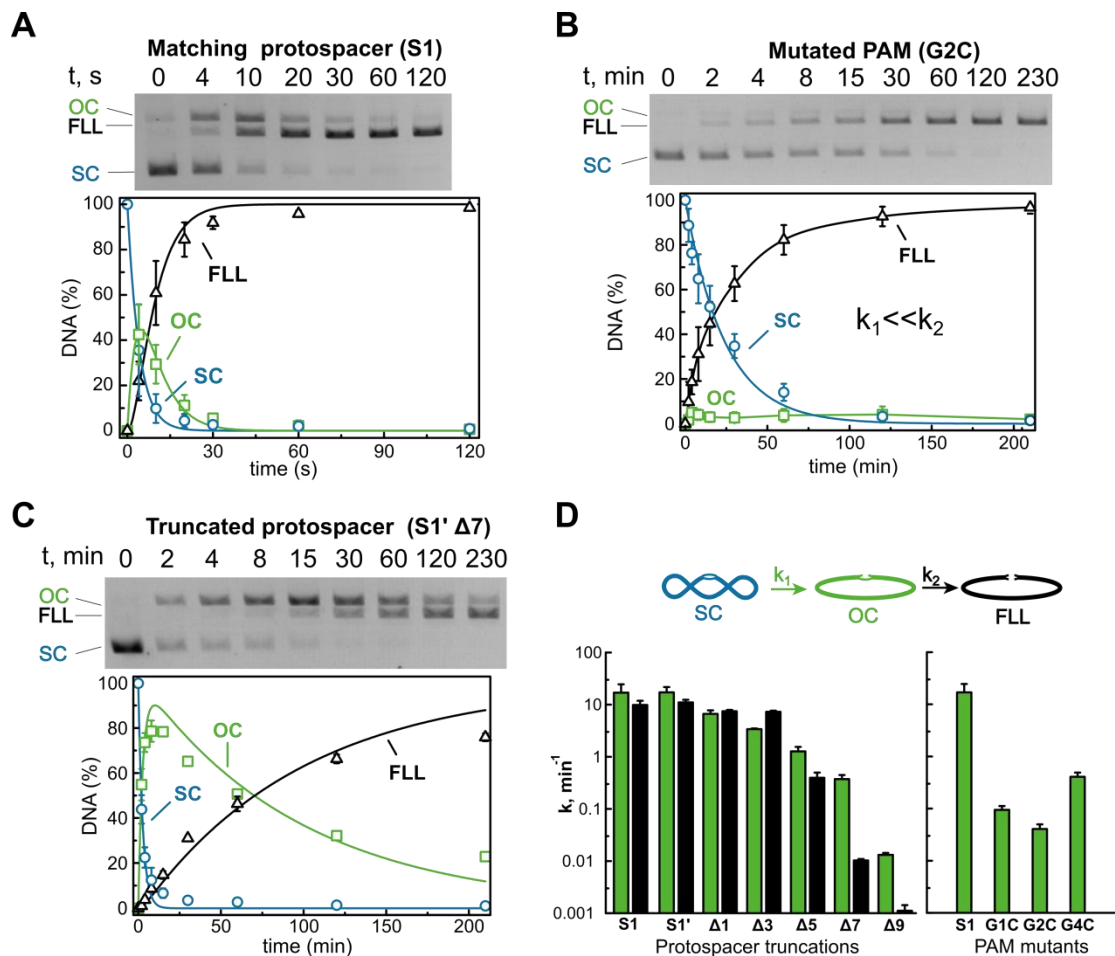 A
Matching protospacer (S1)
t, s 0 4 10 20 30 60 120
OC
FLL
SC
100
80
60
40
20
0
DNA (%)
FLL
OC
SC
0 30 60 90 120
time (s)
B
Mutated PAM (G2C)
t, min 0 2 4 8 15 30 60 120 230
OC
FLL
SC
100
80
60
40
20
0
DNA (%)
FLL
SC
k₁<<k₂
OC
0 50 100 150 200
time (min)
C
Truncated protospacer (S1' Δ7)
t, min 0 2 4 8 15 30 60 120 230
OC
FLL
SC
100
80
60
40
20
0
DNA (%)
OC
FLL
SC
0 50 100 150 200
time (min)
D
k₁ k₂
SC OC FLL
100
10
1
0.1
0.01
0.001
k, min⁻¹
S1 S1' Δ1 Δ3 Δ5 Δ7 Δ9
Protospacer truncations
S1 G1C G2C G4C
PAM mutants